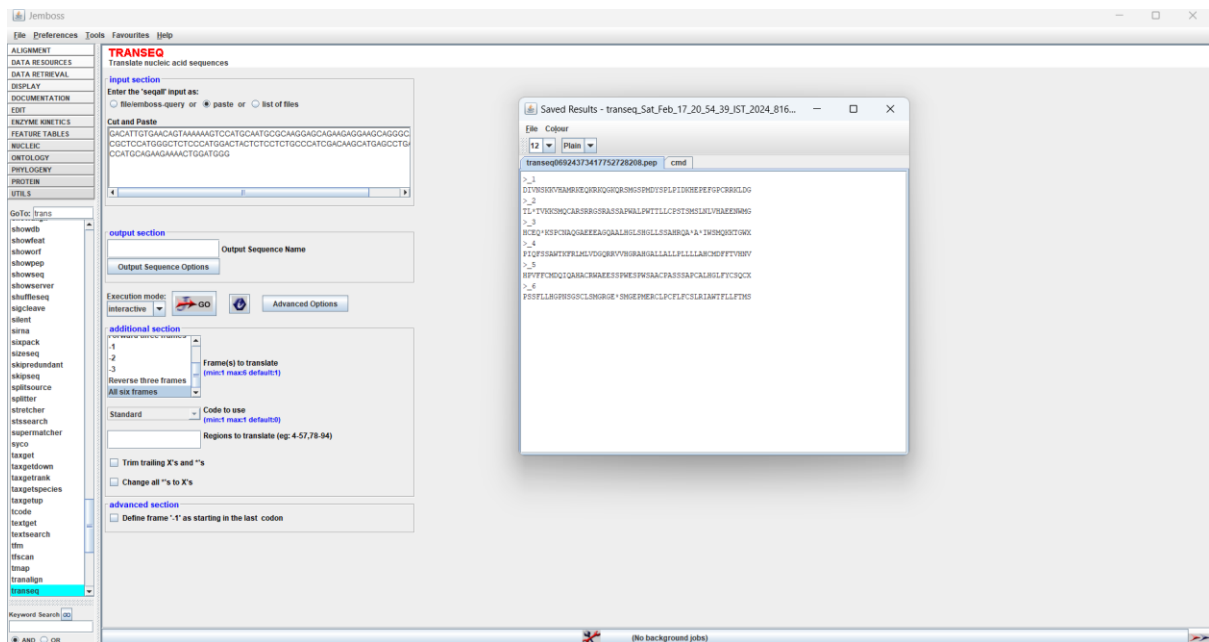 Jemboss
File Preferences Tools Favourites Help
ALIGNMENT
DATA RESOURCES
DATA RETRIEVAL
DISPLAY
DOCUMENTATION
EDIT
ENZYME KINETICS
FEATURE TABLES
NUCLEIC
ONTOLOGY
PHYLOGENY
PROTEIN
UTILS
GoTo: trans
showdb
showfeat
showorf
showpep
showseq
showserver
shuffleseq
sigcleave
silent
sirna
sixpack
sizeseq
skipredundant
skipseq
splitsource
splitter
stretcher
stssearch
supermatcher
syco
taxget
taxgetdown
taxgetrank
taxgetspecies
taxgetup
tcode
textget
textsearch
tfm
tfscan
tmap
tranalign
transeq
Keyword Search GO
AND OR
TRANSEQ
Translate nucleic acid sequences
input section
Enter the 'seqall' input as:
file/emboss-query or paste or list of files
Cut and Paste
GACATTGTGAACAGTAAAAAAGTCCATGCAATGCGCAAGGAGCAGAAGAGGAAGCAGGGC
CGCTCCATGGGCTCTCCCATGGACTACTCTCCTCTGCCCATCGACAAGCATGAGCCTG
CCATGCAGAAGAAAACTGGATGGG
output section
Output Sequence Name
Output Sequence Options
Execution mode:
interactive GO Advanced Options
additional section
Forward three frames
-1
-2
-3
Reverse three frames
All six frames
Frame(s) to translate
(min:1 max:6 default:1)
Standard Code to use
(min:1 max:1 default:0)
Regions to translate (eg: 4-57,78-94)
Trim trailing X's and *'s
Change all *'s to X's
advanced section
Define frame '-1' as starting in the last codon
Saved Results - transeq_Sat_Feb_17_20_54_39_IST_2024_816...
File Colour
12 Plain
transeq06924373417752728208.pep cmd
>_1
DIVNSKKVHAMRKEQKRKQGKQRSMGSPMDYSPLPIDKHEPEFGPCRRKLDG
>_2
TL*TVKKSMQCARSRRGSRASSAPWALPWTTLLCPSTSMSLNLVHAEENWMG
>_3
HCEQ*KSPCNAQGAEEEAGQAALHGLSHGLLSSAHRQA*A*IWSMQKKTGWX
>_4
>_5
>_6
(No background jobs)